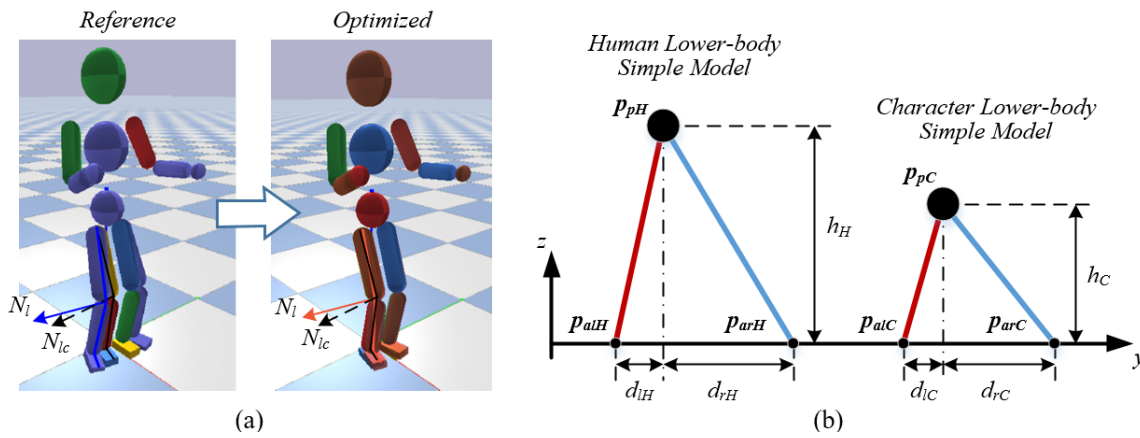 Reference
Optimized
N_l
N_lc
N_l
N_lc
(a)
Human Lower-body
Simple Model
Character Lower-body
Simple Model
p_pH
p_pC
z
h_H
h_C
p_alH
p_arH
p_alC
p_arC
y
d_lH
d_rH
d_lC
d_rC
(b)